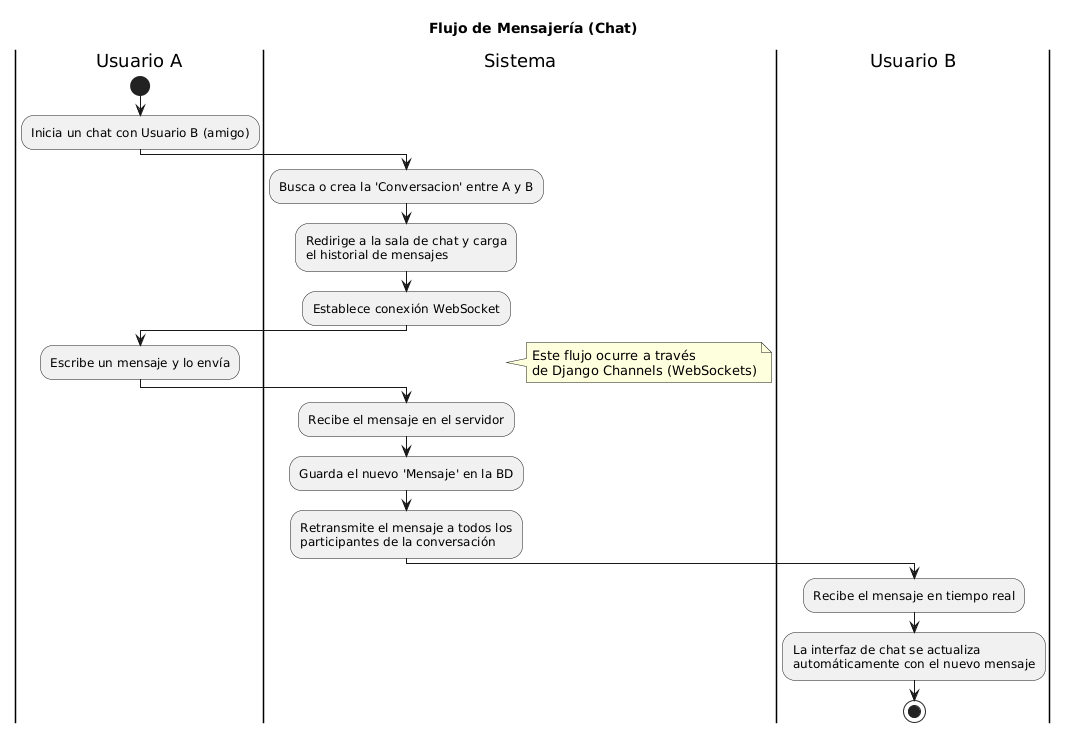 Flujo de Mensajería (Chat)
Usuario A
Sistema
Usuario B
Inicia un chat con Usuario B (amigo)
Busca o crea la 'Conversacion' entre A y B
Redirige a la sala de chat y carga
el historial de mensajes
Establece conexión WebSocket
Escribe un mensaje y lo envía
Este flujo ocurre a través
de Django Channels (WebSockets)
Recibe el mensaje en el servidor
Guarda el nuevo 'Mensaje' en la BD
Retransmite el mensaje a todos los
participantes de la conversación
Recibe el mensaje en tiempo real
La interfaz de chat se actualiza
automáticamente con el nuevo mensaje